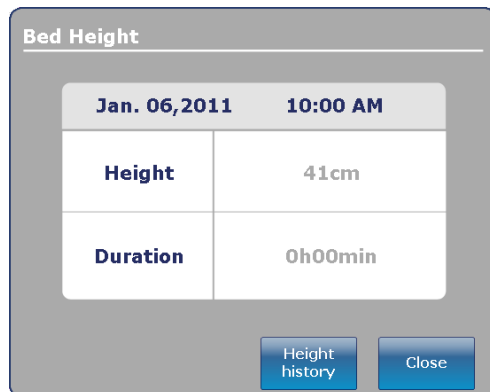 Bed Height
Jan. 06,2011 10:00 AM
Height 41cm
Duration 0h00min
Height
history
Close